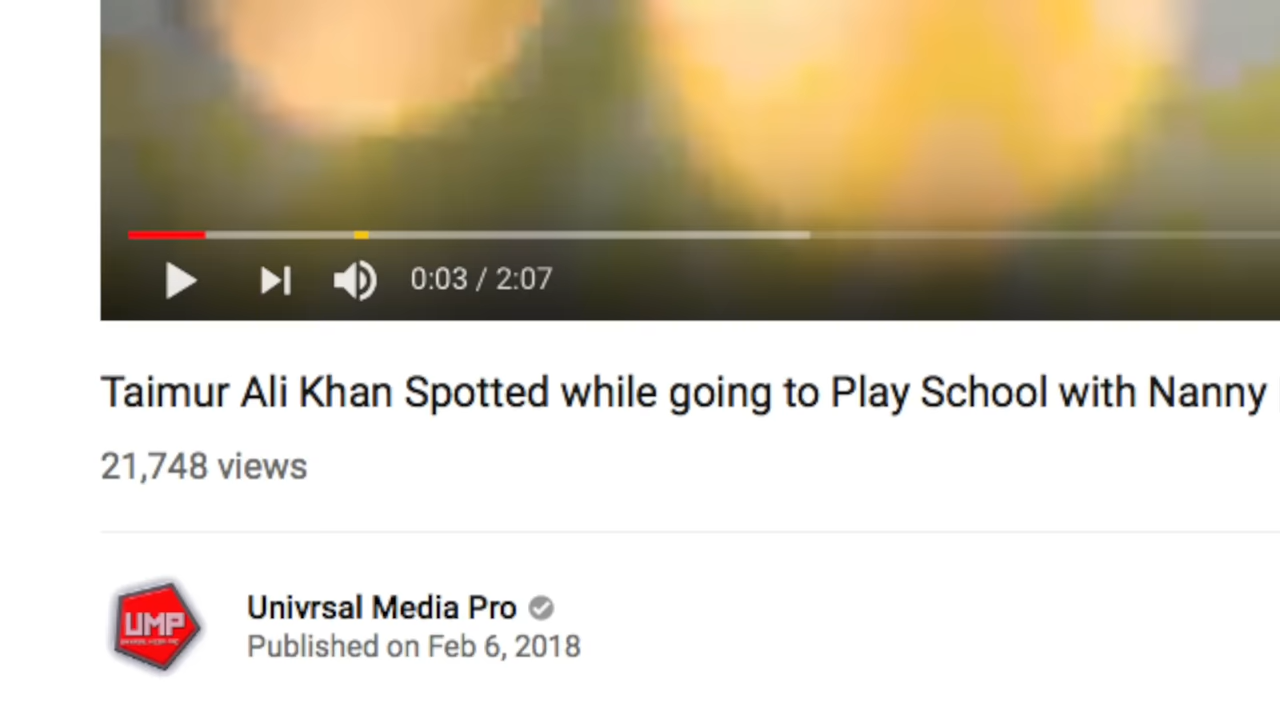 0:03 / 2:07
Taimur Ali Khan Spotted while going to Play School with Nanny
21,748 views
UMP
Univrsal Media Pro
Published on Feb 6, 2018